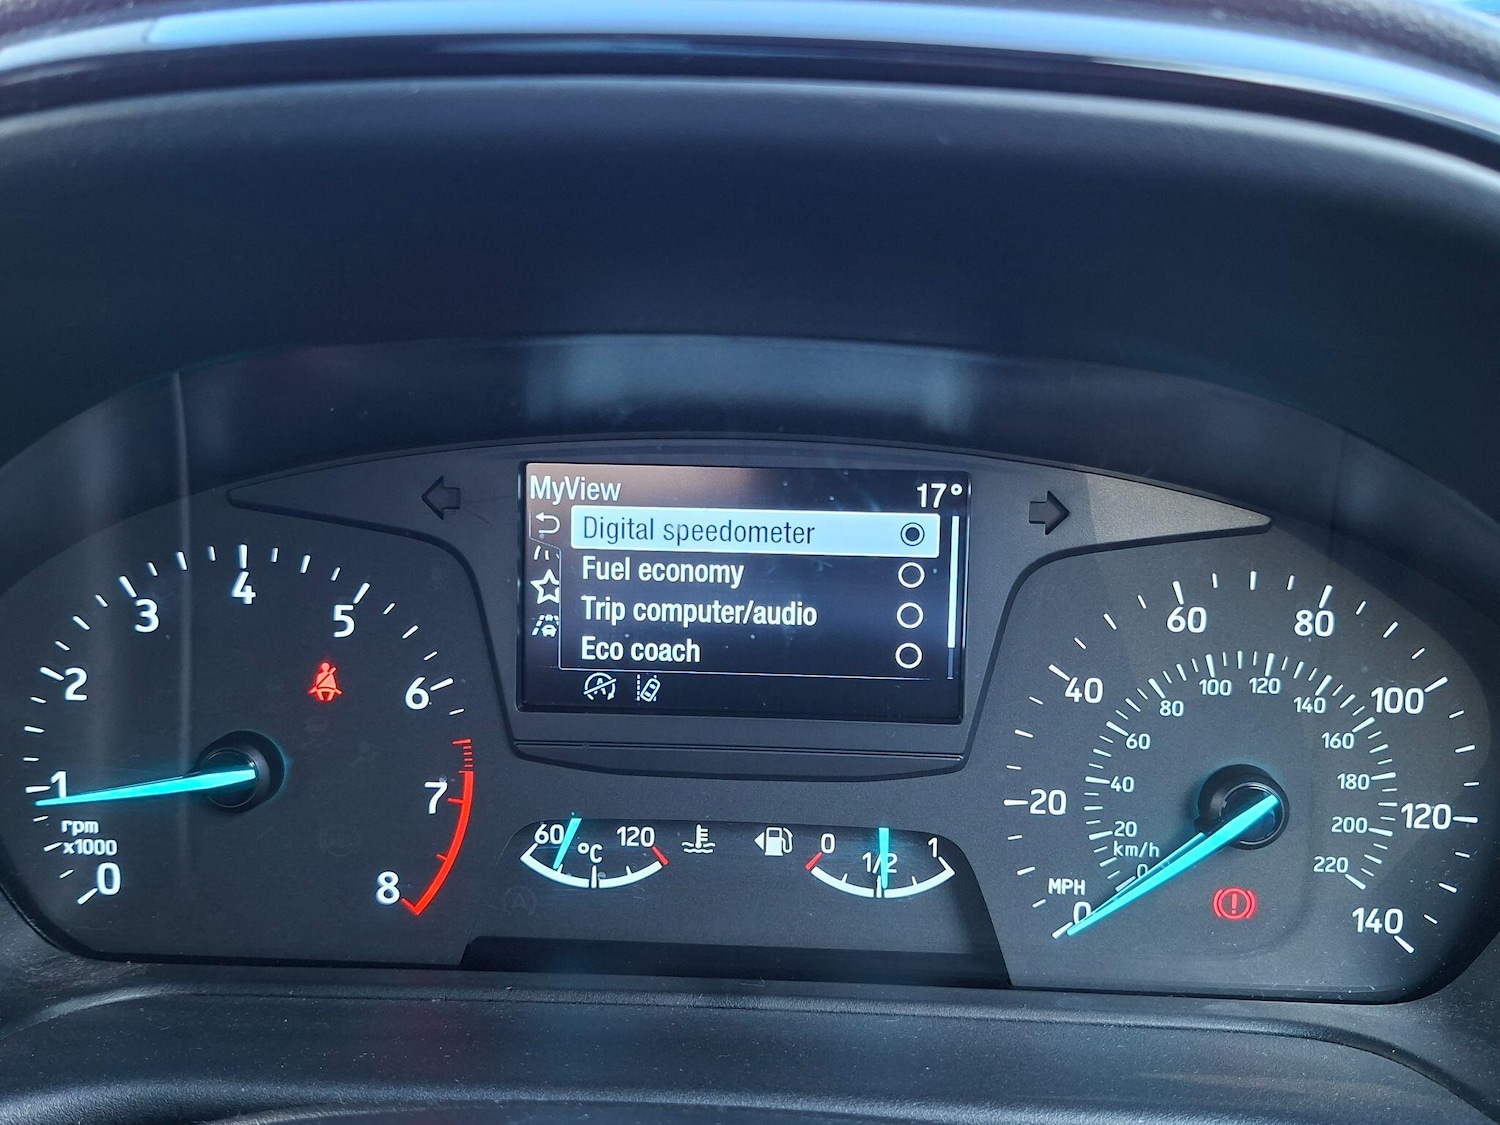 MyView 17°
Digital speedometer
Fuel economy
Trip computer/audio
Eco coach
0 1 2 3 4 5 6 7 8
rpm
x1000
60 °C 120
0 1/2 1
0 20 40 60 80 100 120 140
MPH
0 20 40 60 80 100 120 140 160 180 200 220
km/h